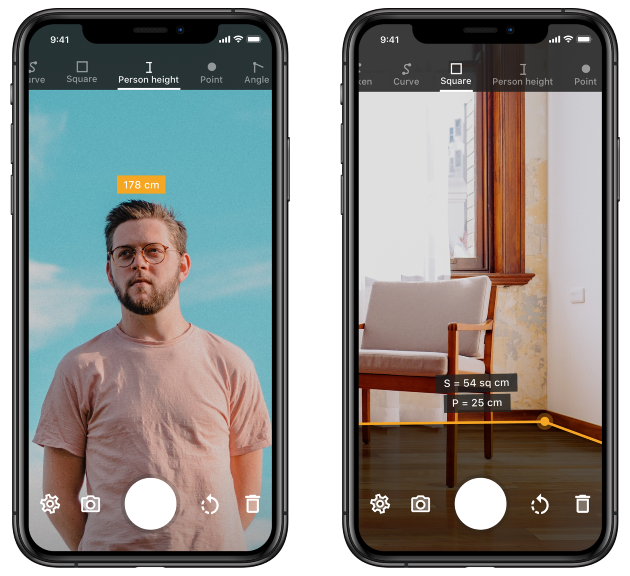 9:41
urve
Square
Person height
Point
Angle
178 cm
9:41
ken
Curve
Square
Person height
Point
S = 54 sq cm
P = 25 cm